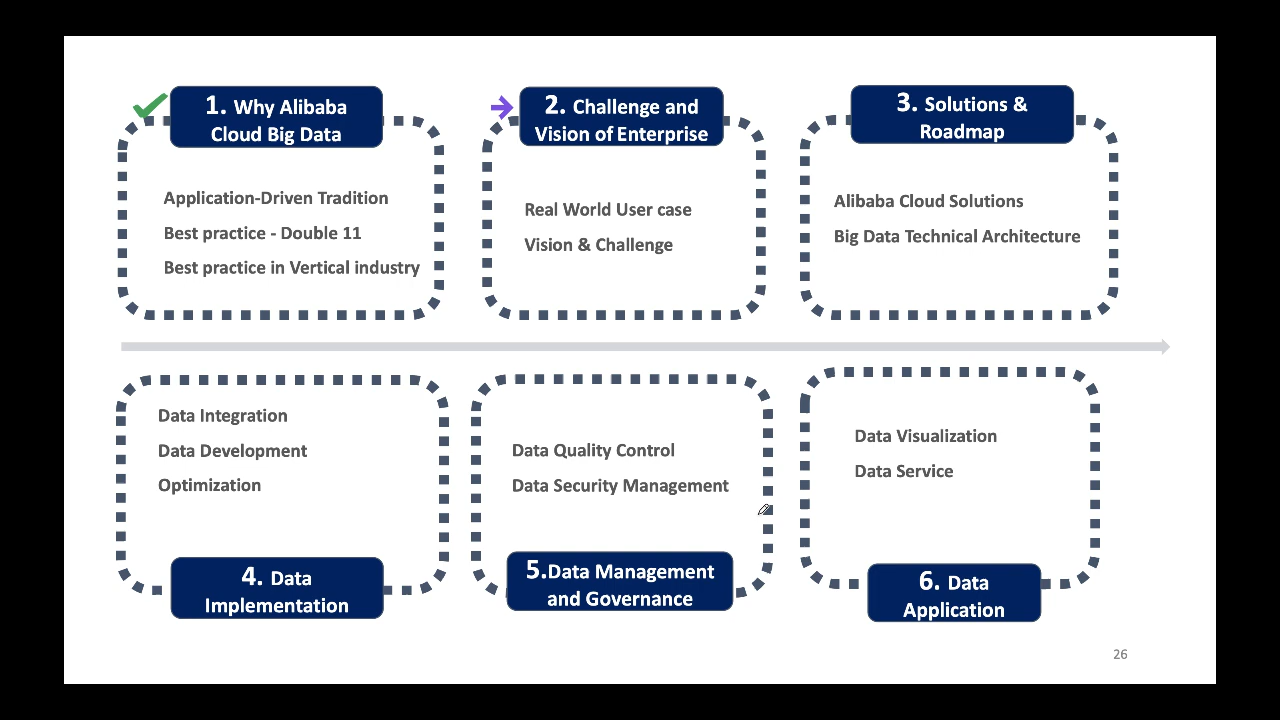 1. Why Alibaba
Cloud Big Data
Application-Driven Tradition
Best practice - Double 11
Best practice in Vertical industry
2. Challenge and
Vision of Enterprise
Real World User case
Vision & Challenge
3. Solutions &
Roadmap
Alibaba Cloud Solutions
Big Data Technical Architecture
Data Integration
Data Development
Optimization
4. Data
Implementation
Data Quality Control
Data Security Management
5.Data Management
and Governance
Data Visualization
Data Service
6. Data
Application
26